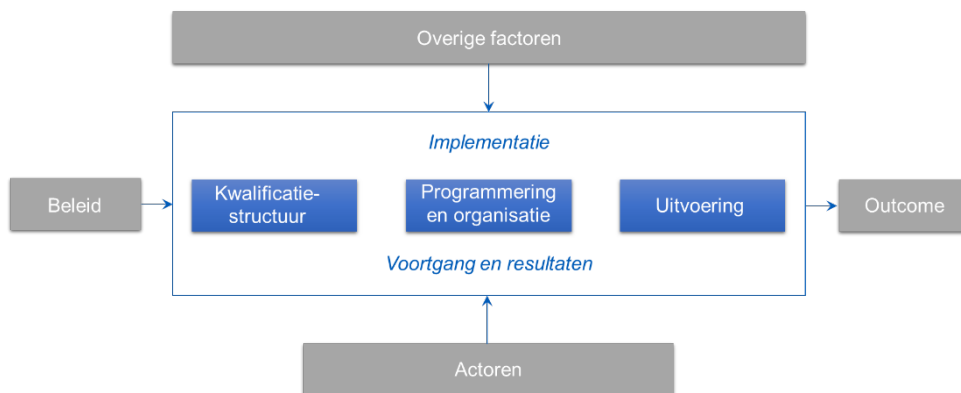 Overige factoren
Implementatie
Beleid
Kwalificatie-
structuur
Programmering
en organisatie
Uitvoering
Outcome
Voortgang en resultaten
Actoren